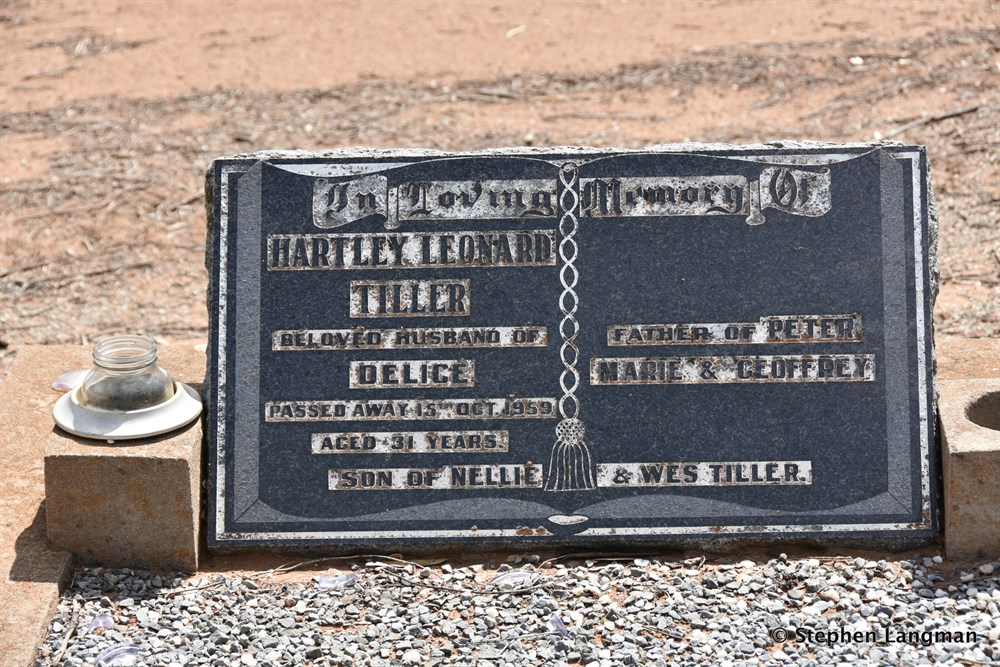 In Loving Memory Of
HARTLEY LEONARD
TILLER
BELOVED HUSBAND OF
DELICE
PASSED AWAY 15 OCT. 1959
AGED 31 YEARS.
FATHER OF PETER,
MARIE & GEOFFREY
SON OF NELLIE & WES TILLER.
© Stephen Langman